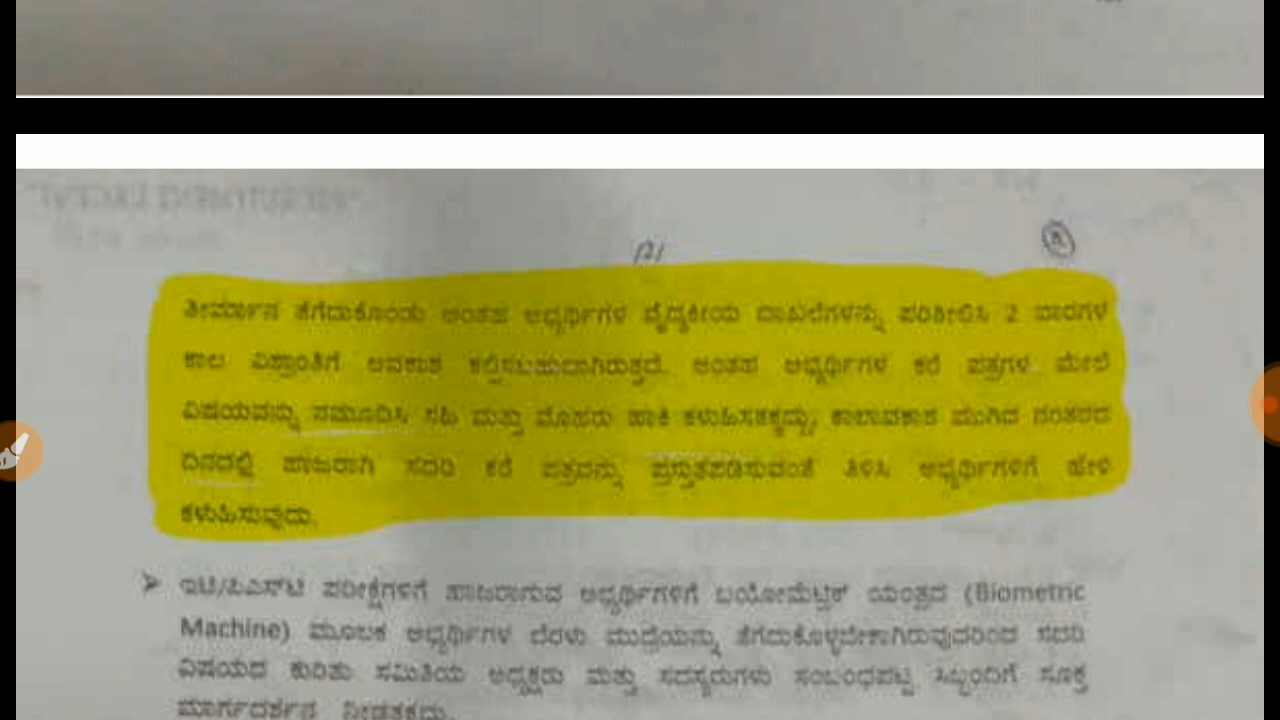 /2/
ತೀರ್ಮಾನ ತೆಗೆದುಕೊಂಡು ಅಂತಹ ಅಭ್ಯರ್ಥಿಗಳ ವೈದ್ಯಕೀಯ ದಾಖಲೆಗಳನ್ನು ಪರಿಶೀಲಿಸಿ 2 ವಾರಗಳ
ಕಾಲ ವಿಶ್ರಾಂತಿಗೆ ಅವಕಾಶ ಕಲ್ಪಿಸಬಹುದಾಗಿರುತ್ತದೆ. ಅಂತಹ ಅಭ್ಯರ್ಥಿಗಳ ಕರೆ ಪತ್ರಗಳ ಮೇಲೆ
ವಿಷಯವನ್ನು ನಮೂದಿಸಿ ಸಹಿ ಮತ್ತು ಮೊಹರು ಹಾಕಿ ಕಳುಹಿಸತಕ್ಕದ್ದು, ಕಾಲಾವಕಾಶ ಮುಗಿದ ನಂತರದ
ದಿನದಲ್ಲಿ ಹಾಜರಾಗಿ ಸದರಿ ಕರೆ ಪತ್ರವನ್ನು ಪ್ರಸ್ತುತಪಡಿಸುವಂತೆ ತಿಳಿಸಿ ಅಭ್ಯರ್ಥಿಗಳಿಗೆ ಹೇಳಿ
ಕಳುಹಿಸುವುದು.
➤ ಇಟಿ/ಪಿಎಸ್‌ಟಿ ಪರೀಕ್ಷೆಗಳಿಗೆ ಹಾಜರಾಗುವ ಅಭ್ಯರ್ಥಿಗಳಿಗೆ ಬಯೋಮೆಟ್ರಿಕ್ ಯಂತ್ರದ (Biometric
Machine) ಮೂಲಕ ಅಭ್ಯರ್ಥಿಗಳ ಬೆರಳು ಮುದ್ರೆಯನ್ನು ತೆಗೆದುಕೊಳ್ಳಬೇಕಾಗಿರುವುದರಿಂದ ಸದರಿ
ವಿಷಯದ ಕುರಿತು ಸಮಿತಿಯ ಅಧ್ಯಕ್ಷರು ಮತ್ತು ಸದಸ್ಯರುಗಳು ಸಂಬಂಧಪಟ್ಟ ಸಿಬ್ಬಂದಿಗೆ ಸೂಕ್ತ
ಮಾರ್ಗದರ್ಶನ ನೀಡತಕ್ಕದ್ದು.